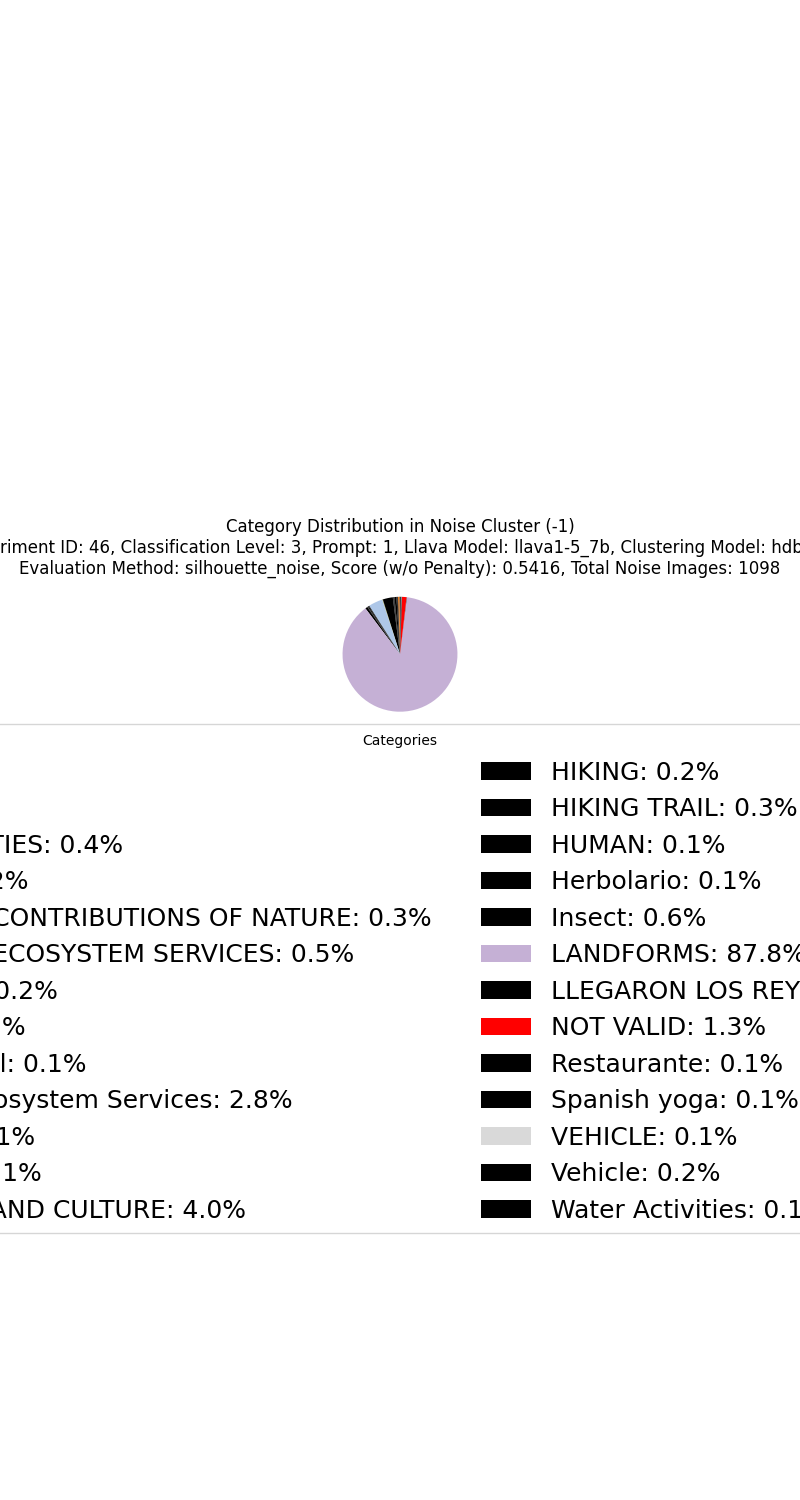 Category Distribution in Noise Cluster (-1)
riment ID: 46, Classification Level: 3, Prompt: 1, Llava Model: llava1-5_7b, Clustering Model: hdb
Evaluation Method: silhouette_noise, Score (w/o Penalty): 0.5416, Total Noise Images: 1098
Categories
TIES: 0.4%
2%
CONTRIBUTIONS OF NATURE: 0.3%
ECOSYSTEM SERVICES: 0.5%
0.2%
%
l: 0.1%
osystem Services: 2.8%
1%
1%
AND CULTURE: 4.0%
HIKING: 0.2%
HIKING TRAIL: 0.3%
HUMAN: 0.1%
Herbolario: 0.1%
Insect: 0.6%
LANDFORMS: 87.8%
LLEGARON LOS REY
NOT VALID: 1.3%
Restaurante: 0.1%
Spanish yoga: 0.1%
VEHICLE: 0.1%
Vehicle: 0.2%
Water Activities: 0.1